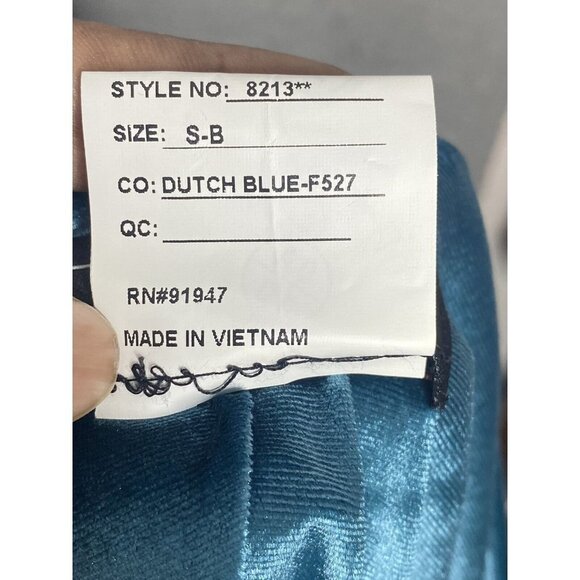 STYLE NO: 8213**
SIZE: S-B
CO: DUTCH BLUE-F527
QC:
RN#91947
MADE IN VIETNAM